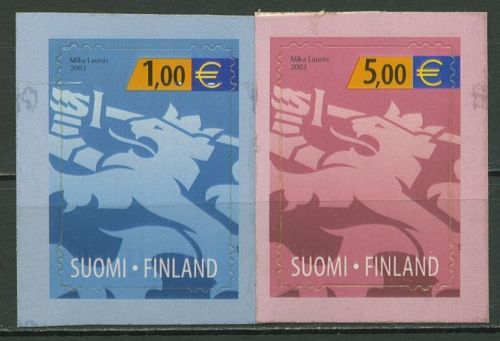 Mika Launis
2002
1,00 €
SUOMI • FINLAND
Mika Launis
2002
5,00 €
SUOMI • FINLAND